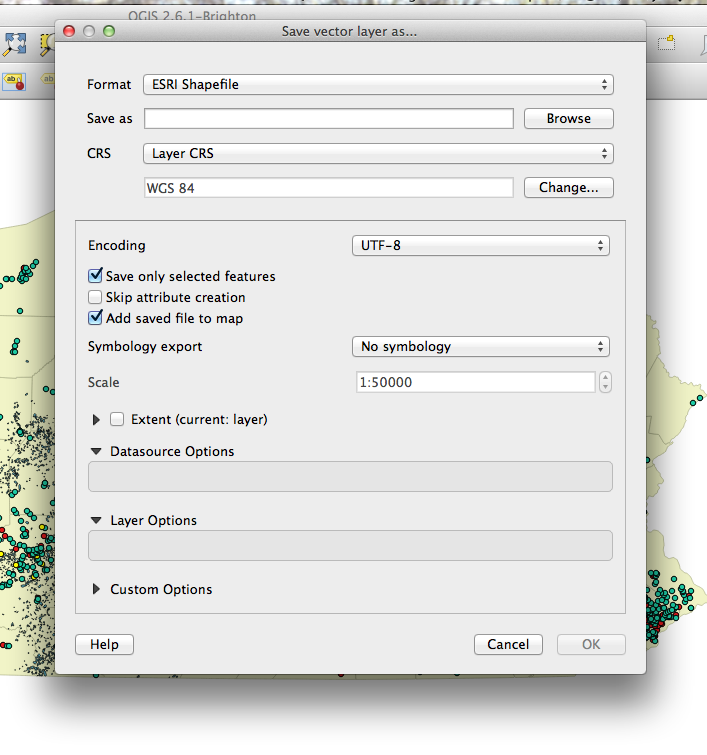 QGIS 2.6.1-Brighton
Save vector layer as...
Format ESRI Shapefile
Save as Browse
CRS Layer CRS
WGS 84 Change...
Encoding UTF-8
Save only selected features
Skip attribute creation
Add saved file to map
Symbology export No symbology
Scale 1:50000
Extent (current: layer)
Datasource Options
Layer Options
Custom Options
Help Cancel OK